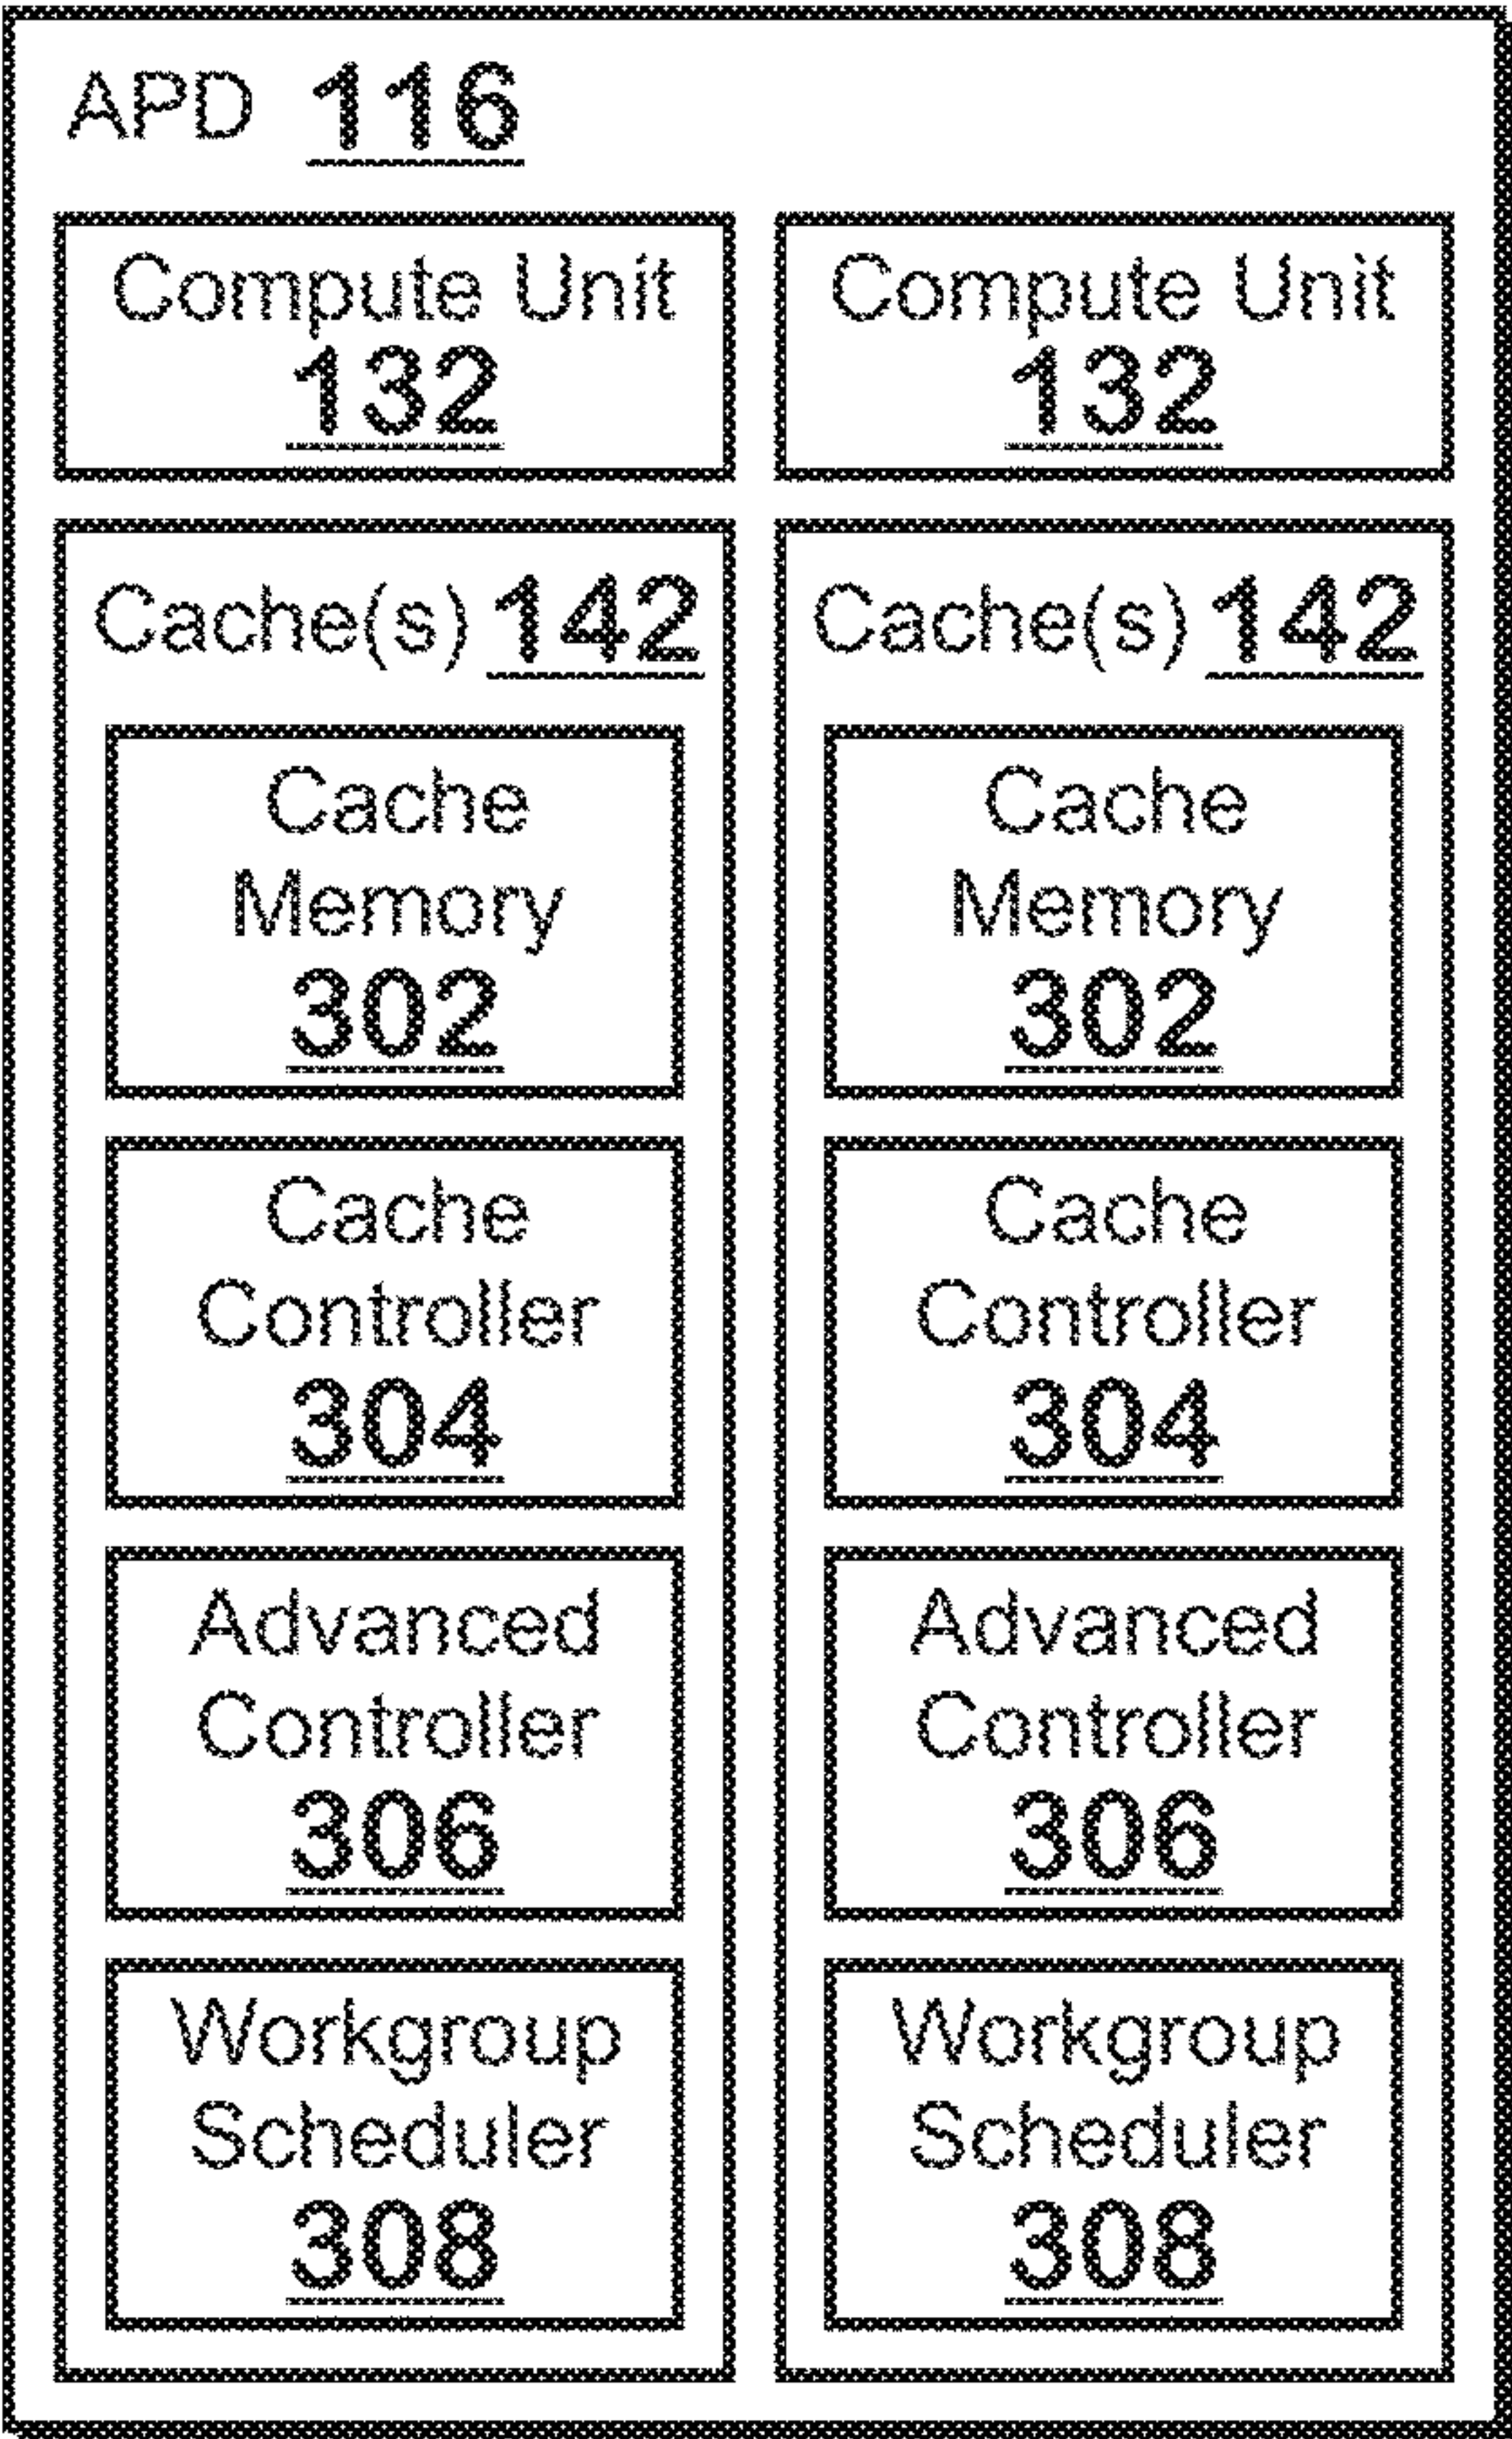 APD 116
Compute Unit
132
Compute Unit
132
Cache(s) 142
Cache
Memory
302
Cache
Controller
304
Advanced
Controller
306
Workgroup
Scheduler
308
Cache(s) 142
Cache
Memory
302
Cache
Controller
304
Advanced
Controller
306
Workgroup
Scheduler
308